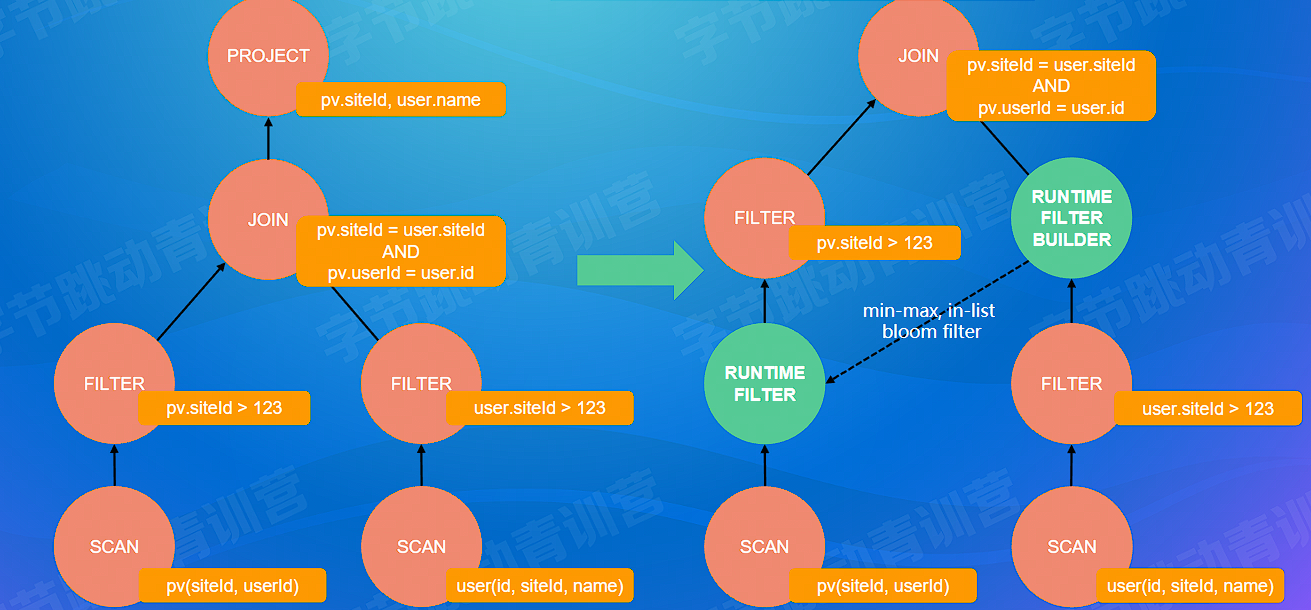 PROJECT
pv.siteId, user.name
JOIN
pv.siteId = user.siteId
AND
pv.userId = user.id
FILTER
pv.siteId > 123
FILTER
user.siteId > 123
SCAN
pv(siteId, userId)
SCAN
user(id, siteId, name)
JOIN
pv.siteId = user.siteId
AND
pv.userId = user.id
FILTER
pv.siteId > 123
RUNTIME
FILTER
BUILDER
min-max, in-list
bloom filter
RUNTIME
FILTER
FILTER
user.siteId > 123
SCAN
pv(siteId, userId)
SCAN
user(id, siteId, name)
字节跳动青训营